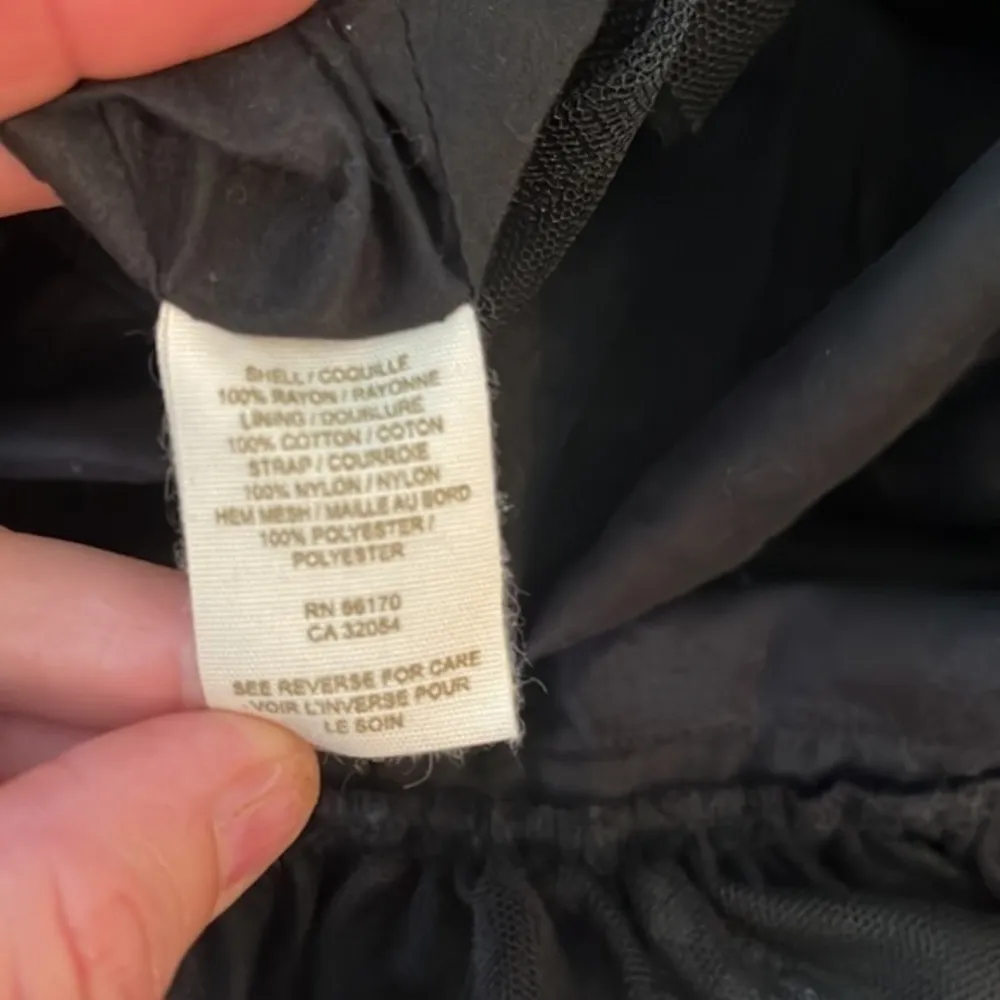 SHELL / COQUILLE
100% RAYON / RAYONNE
LINING / DOUBLURE
100% COTTON / COTON
STRAP / COURROIE
100% NYLON / NYLON
HEM MESH / MAILLE AU BORD
100% POLYESTER /
POLYESTER
RN 66170
CA 32054
SEE REVERSE FOR CARE
VOIR L'INVERSE POUR
LE SOIN